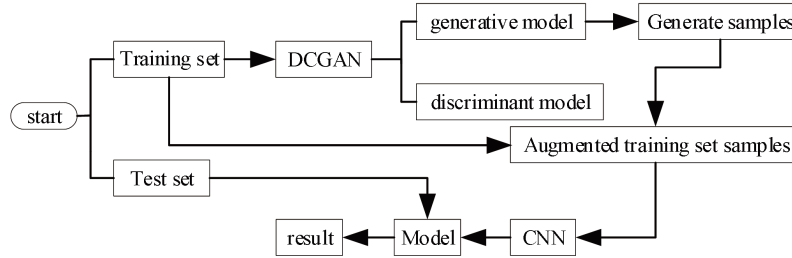 generative model
Generate samples
Training set
DCGAN
discriminant model
start
Augmented training set samples
Test set
result
Model
CNN